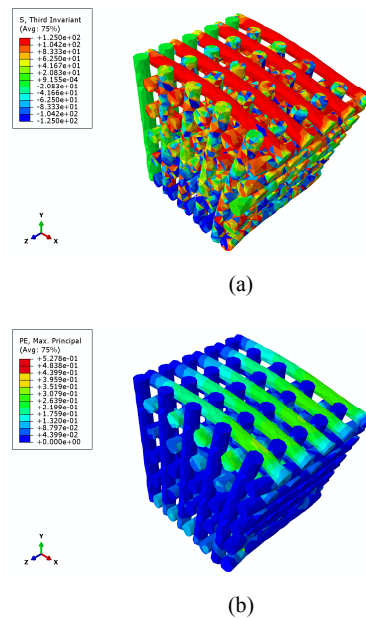 S, Third Invariant
(Avg: 75%)
+1.250e+02
+1.042e+02
+8.333e+01
+6.250e+01
+4.167e+01
+2.083e+01
+9.155e-04
-2.083e+01
-4.166e+01
-6.250e+01
-8.333e+01
-1.042e+02
-1.250e+02
Y
Z X
(a)
PE, Max. Principal
(Avg: 75%)
+5.278e-01
+4.838e-01
+4.399e-01
+3.959e-01
+3.519e-01
+3.079e-01
+2.639e-01
+2.199e-01
+1.759e-01
+1.320e-01
+8.797e-02
+4.399e-02
+0.000e+00
Y
Z X
(b)